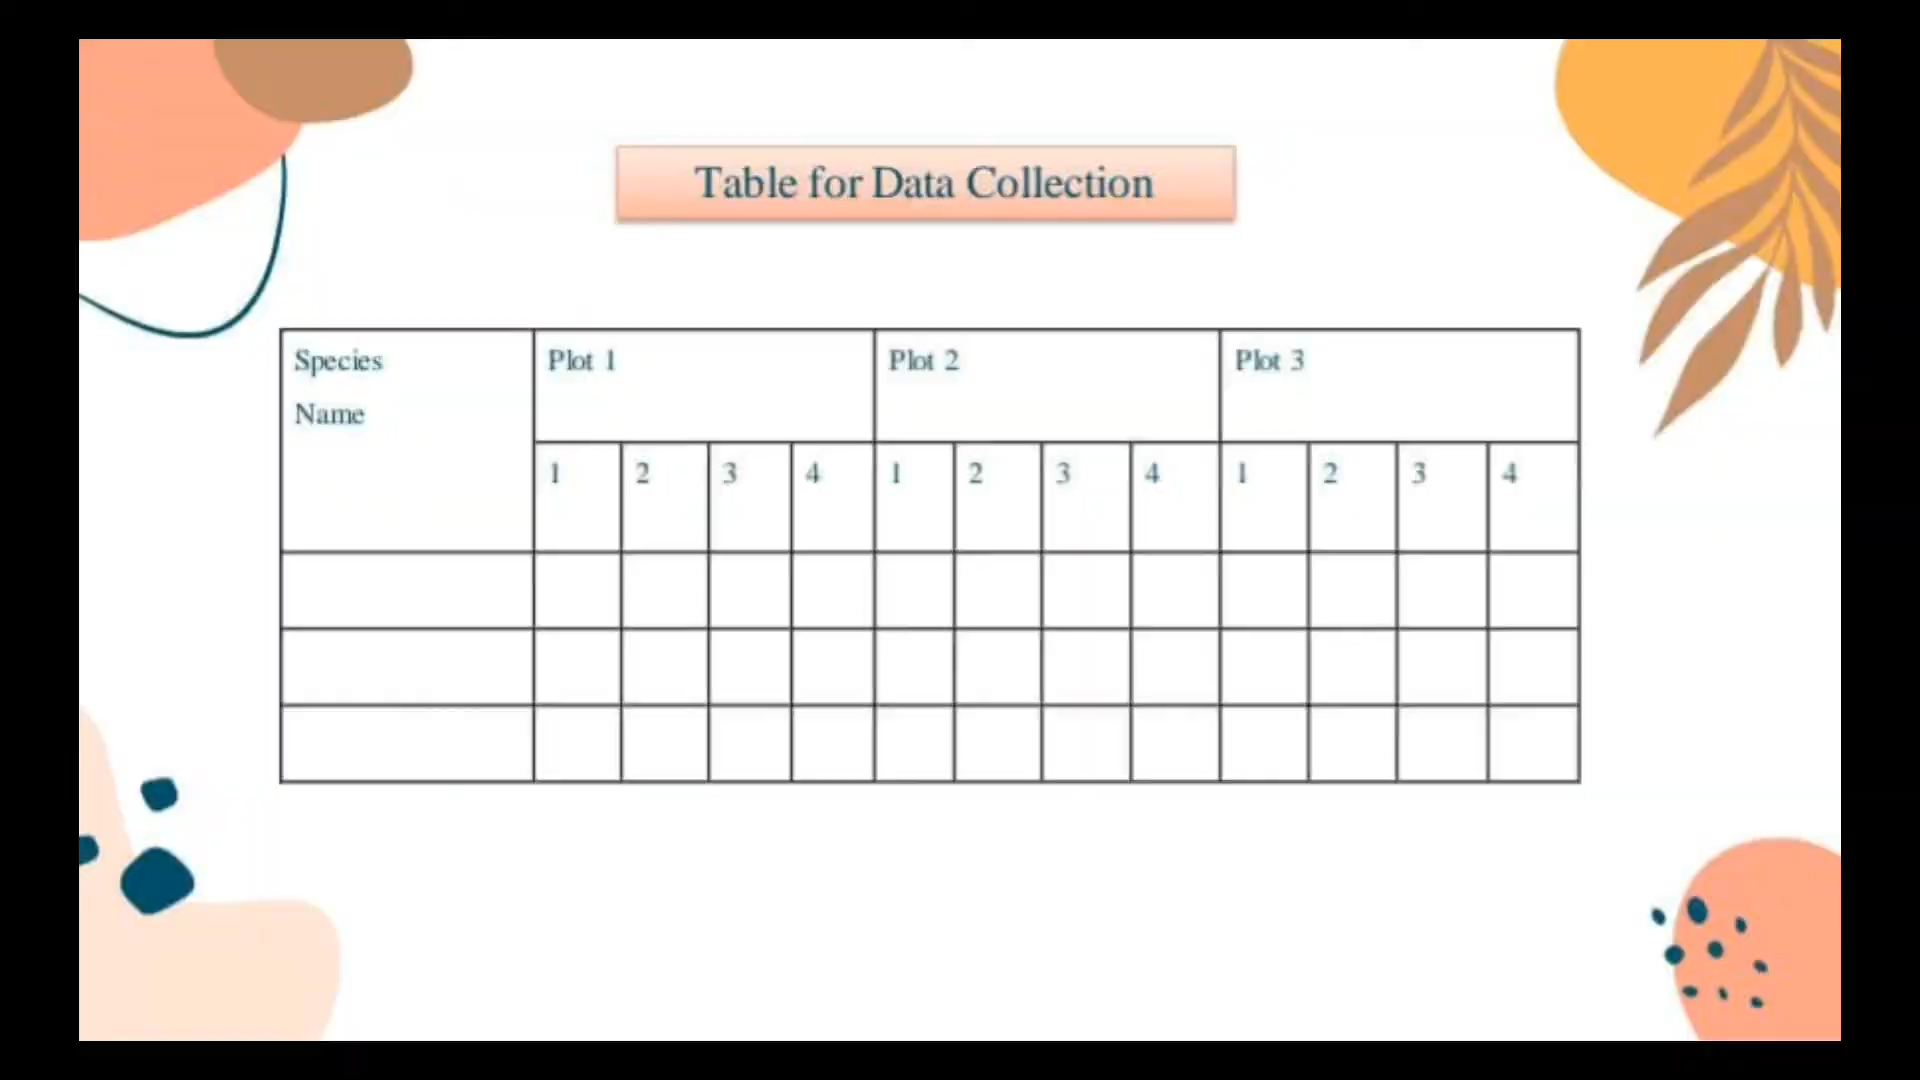 Table for Data Collection
Species Plot 1 Plot 2 Plot 3
Name
1 2 3 4 1 2 3 4 1 2 3 4